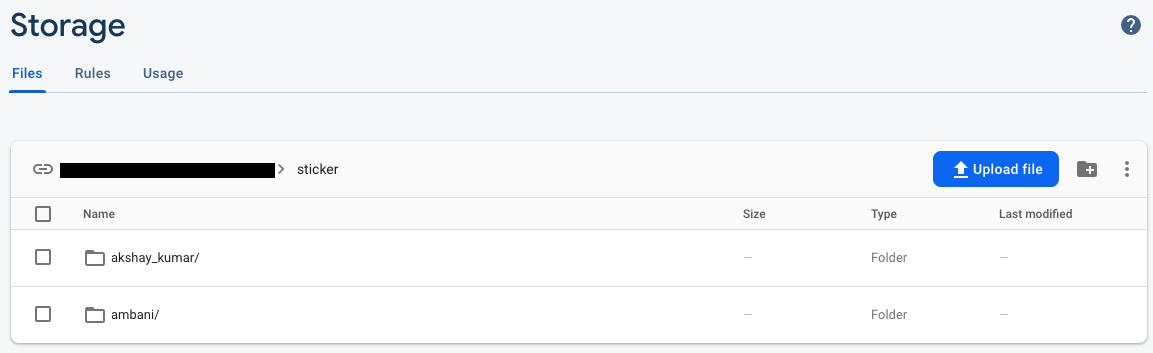 Storage
Files Rules Usage
sticker Upload file
Name Size Type Last modified
akshay_kumar/ — Folder —
ambani/ — Folder —